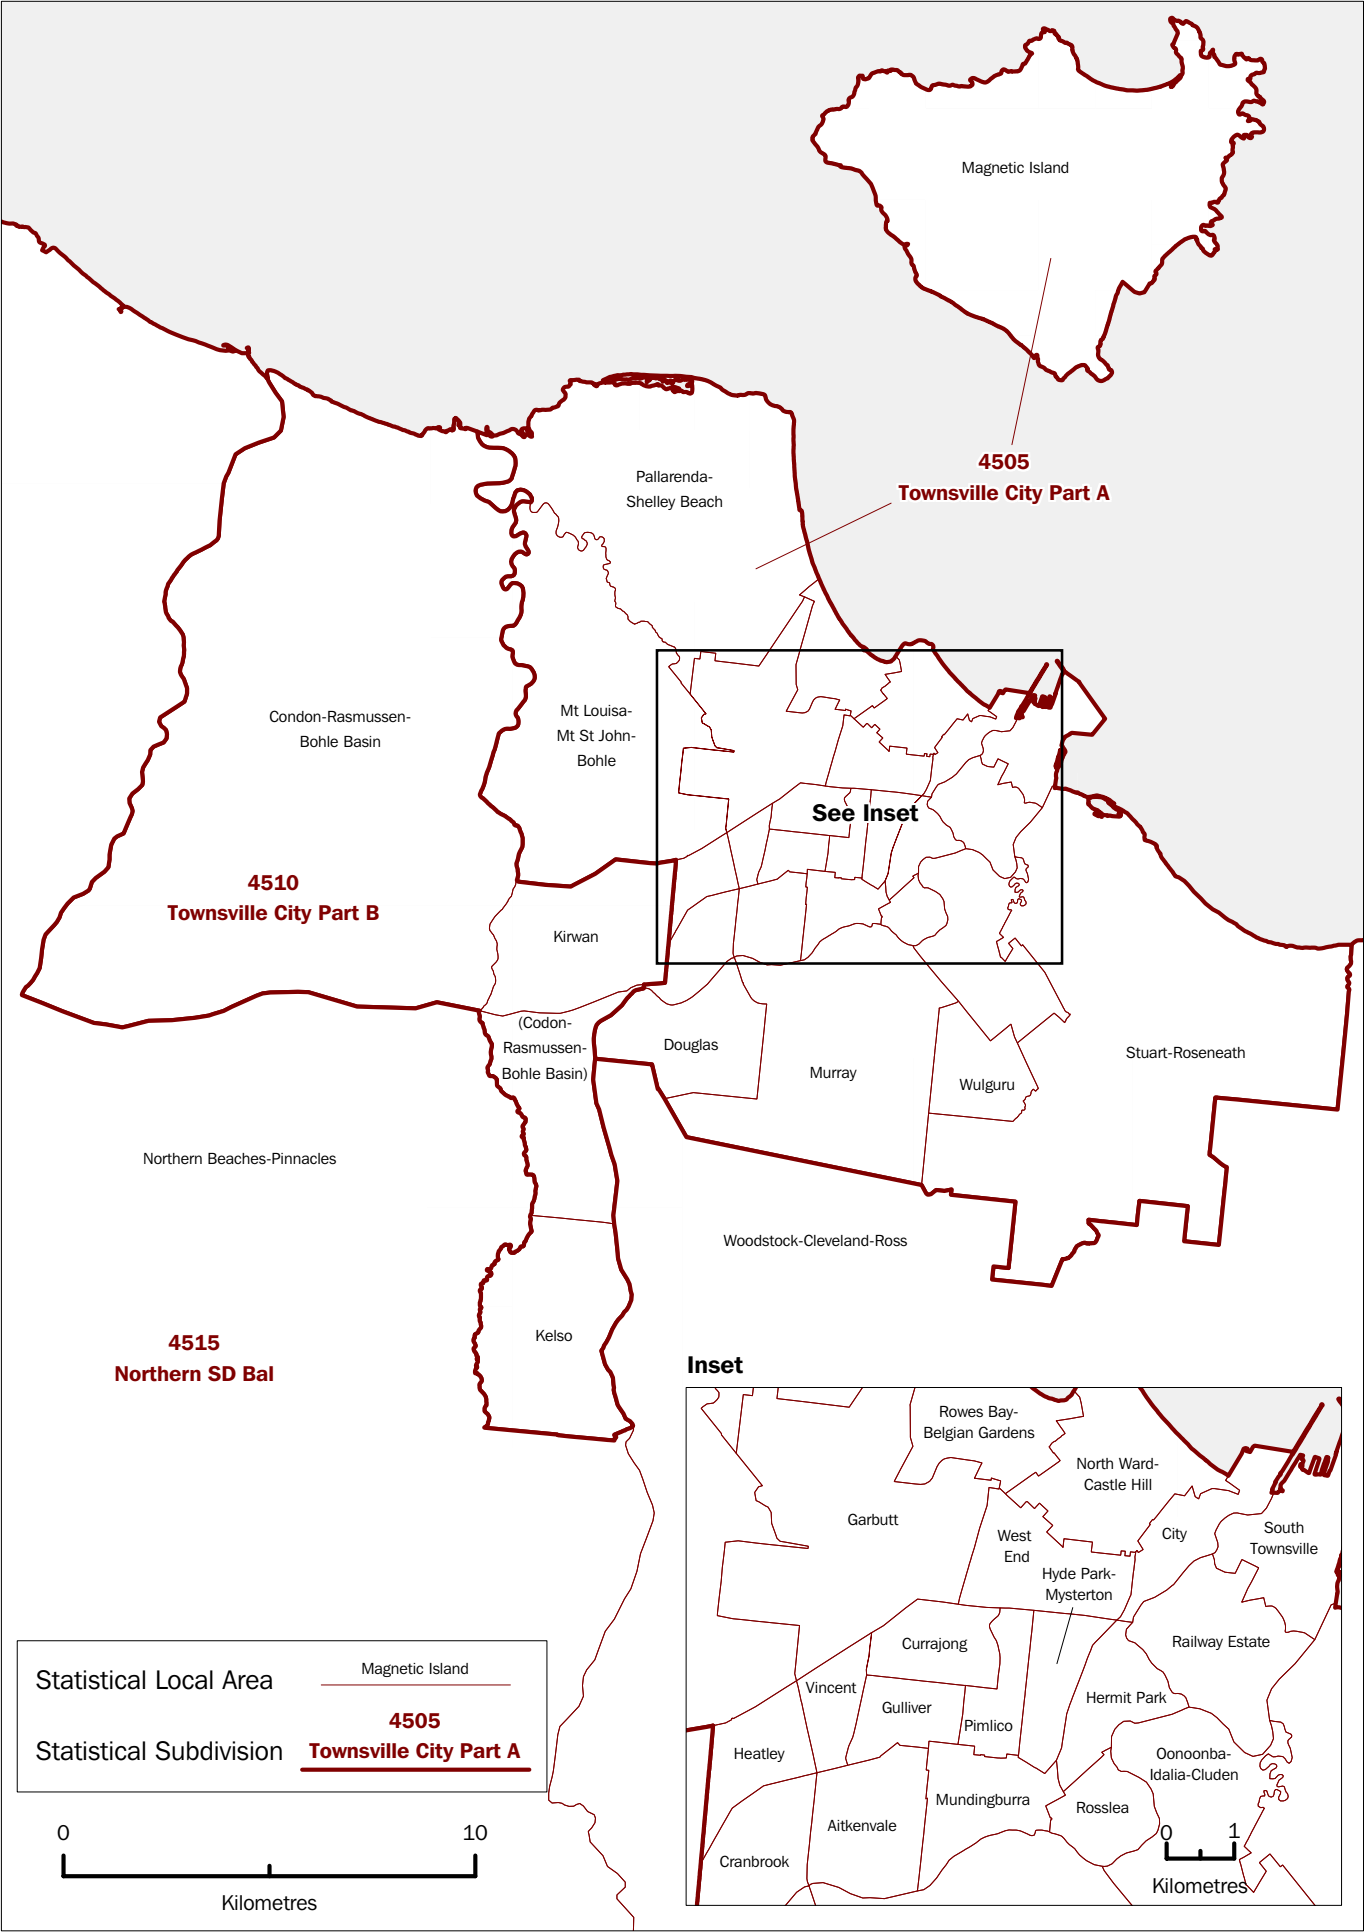 Magnetic Island
4505
Townsville City Part A
Pallarenda-
Shelley Beach
Condon-Rasmussen-
Bohle Basin
Mt Louisa-
Mt St John-
Bohle
See Inset
4510
Townsville City Part B
Kirwan
(Codon-
Rasmussen-
Bohle Basin)
Douglas
Murray
Wulguru
Stuart-Roseneath
Northern Beaches-Pinnacles
Woodstock-Cleveland-Ross
Kelso
4515
Northern SD Bal
Inset
Rowes Bay-
Belgian Gardens
North Ward-
Castle Hill
Garbutt
West
End
City
South
Townsville
Hyde Park-
Mysterton
Currajong
Railway Estate
Vincent
Gulliver
Pimlico
Hermit Park
Heatley
Oonoonba-
Idalia-Cluden
Mundingburra
Rosslea
Aitkenvale
Cranbrook
0 1
Kilometres
Statistical Local Area
Magnetic Island
Statistical Subdivision
4505
Townsville City Part A
0 10
Kilometres